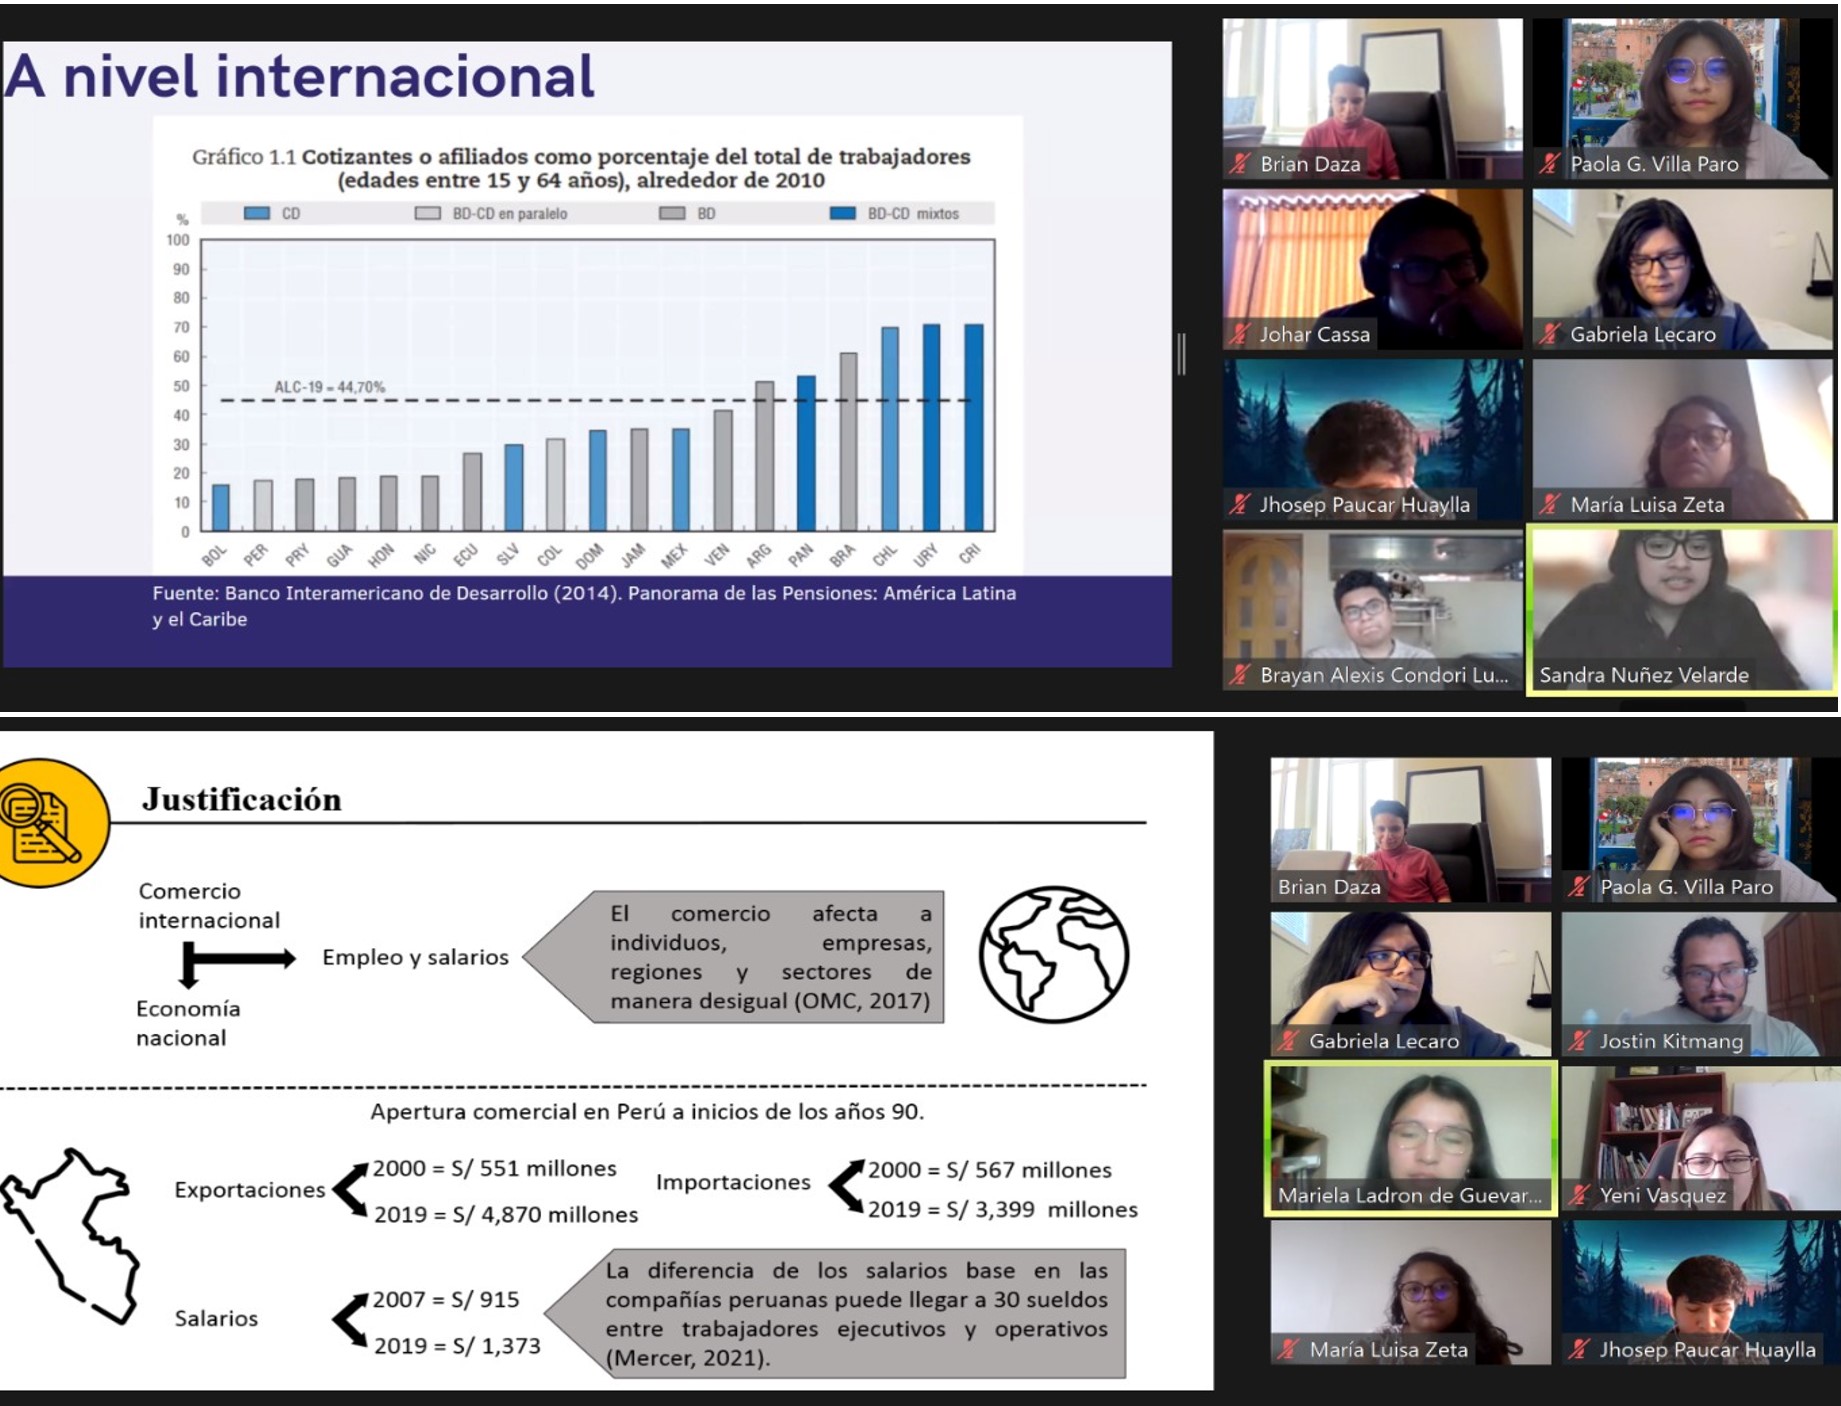 A nivel internacional
Gráfico 1.1 Cotizantes o afiliados como porcentaje del total de trabajadores
(edades entre 15 y 64 años), alrededor de 2010
%
CD
BD-CD en paralelo
BD
BD-CD mixtos
100
90
80
70
60
50
40
30
20
10
0
ALC-19 = 44,70%
BOL
PER
PRY
GUA
HON
NIC
ECU
SLV
COL
DOM
JAM
MEX
VEN
ARG
PAN
BRA
CHL
URY
CRI
Fuente: Banco Interamericano de Desarrollo (2014). Panorama de las Pensiones: América Latina
y el Caribe
Brian Daza
Paola G. Villa Paro
Johar Cassa
Gabriela Lecaro
Jhosep Paucar Huaylla
María Luisa Zeta
Brayan Alexis Condori Lu...
Sandra Nuñez Velarde
Justificación
Comercio
internacional
Empleo y salarios
Economía
nacional
El comercio afecta a
individuos, empresas,
regiones y sectores de
manera desigual (OMC, 2017)
Apertura comercial en Perú a inicios de los años 90.
Exportaciones
2000 = S/ 551 millones
2019 = S/ 4,870 millones
Importaciones
2000 = S/ 567 millones
2019 = S/ 3,399 millones
Salarios
2007 = S/ 915
2019 = S/ 1,373
La diferencia de los salarios base en las
compañías peruanas puede llegar a 30 sueldos
entre trabajadores ejecutivos y operativos
(Mercer, 2021).
Brian Daza
Paola G. Villa Paro
Gabriela Lecaro
Jostin Kitmang
Mariela Ladron de Guevar...
Yeni Vasquez
María Luisa Zeta
Jhosep Paucar Huaylla